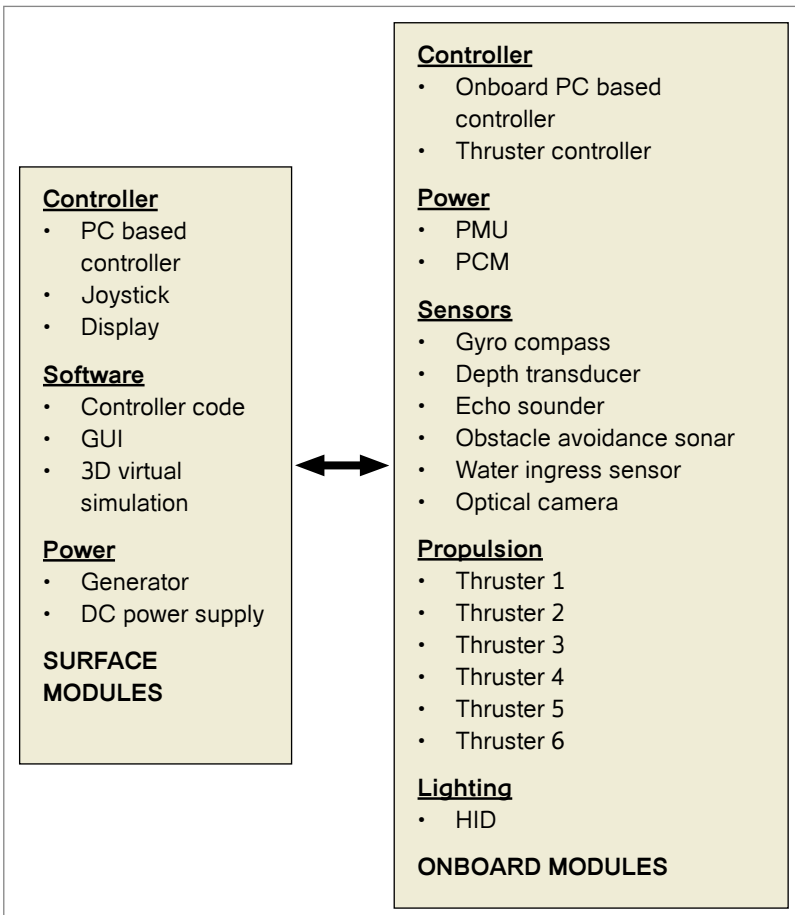 Controller
• PC based
controller
• Joystick
• Display
Software
• Controller code
• GUI
• 3D virtual
simulation
Power
• Generator
• DC power supply
SURFACE
MODULES
Controller
• Onboard PC based
controller
• Thruster controller
Power
• PMU
• PCM
Sensors
• Gyro compass
• Depth transducer
• Echo sounder
• Obstacle avoidance sonar
• Water ingress sensor
• Optical camera
Propulsion
• Thruster 1
• Thruster 2
• Thruster 3
• Thruster 4
• Thruster 5
• Thruster 6
Lighting
• HID
ONBOARD MODULES